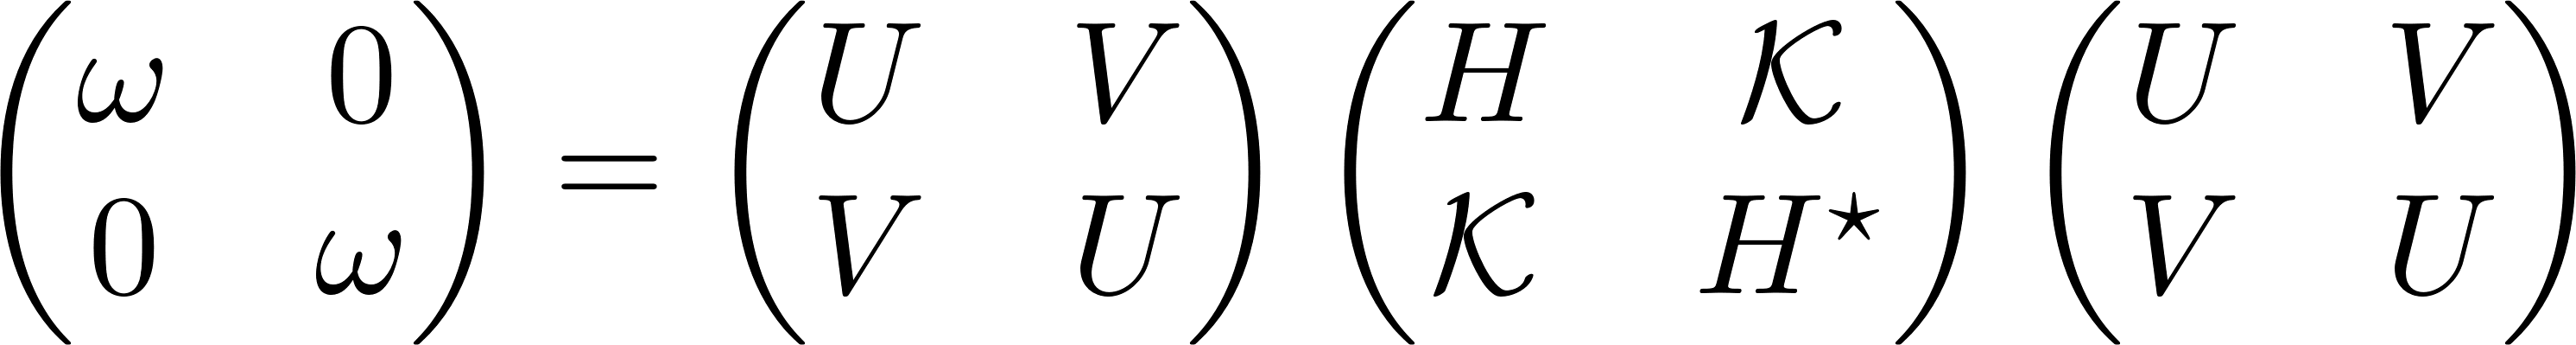 ( ω 0 ) = ( U V ) ( H 𝒦 ) ( U V )
( 0 ω )   ( V U ) ( 𝒦 H⋆ ) ( V U )